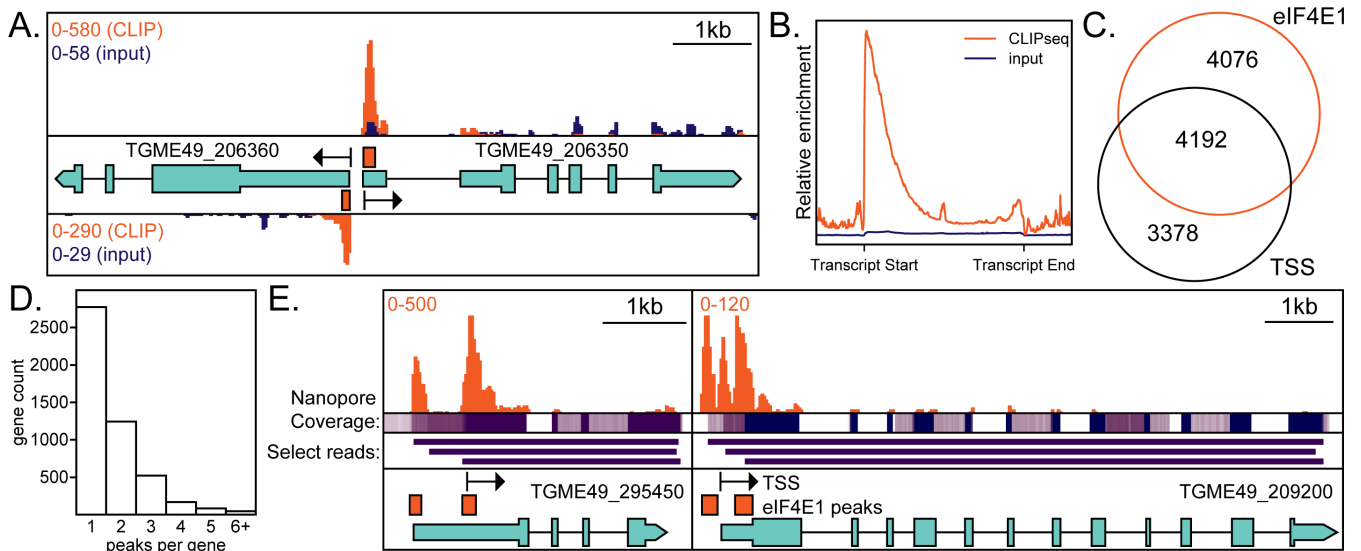 A.
0-580 (CLIP)
0-58 (input)
1kb
TGME49_206360
TGME49_206350
0-290 (CLIP)
0-29 (input)
B.
Relative enrichment
CLIPseq
input
Transcript Start
Transcript End
C.
eIF4E1
4076
4192
3378
TSS
D.
gene count
2500
2000
1500
1000
500
1 2 3 4 5 6+
peaks per gene
E.
0-500
1kb
0-120
1kb
Nanopore
Coverage:
Select reads:
TSS
TGME49_295450
eIF4E1 peaks
TGME49_209200